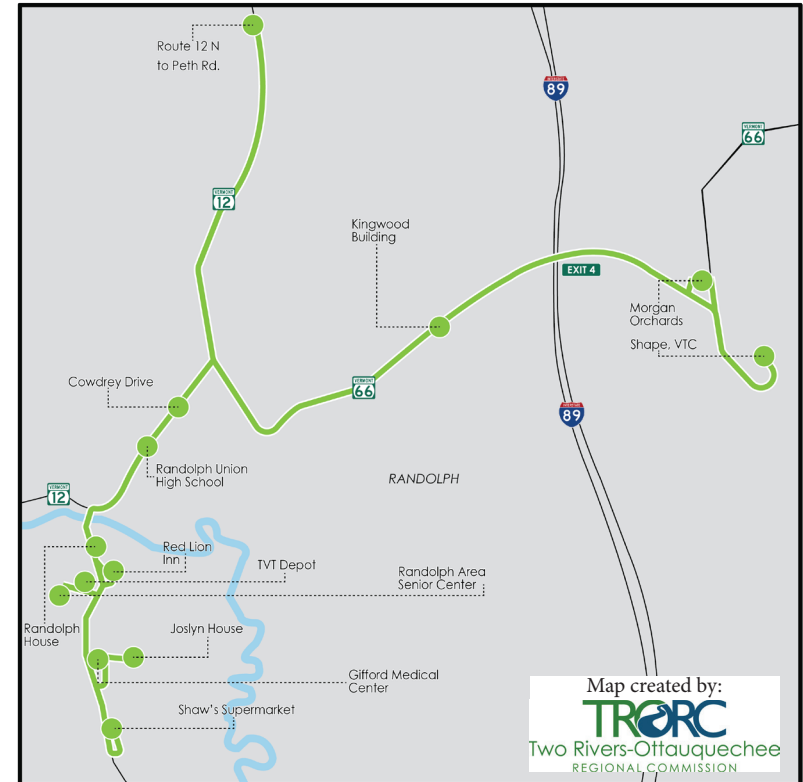 Route 12 N
to Peth Rd.
VERMONT
12
89
VERMONT
66
Kingwood
Building
EXIT 4
Morgan
Orchards
Shape, VTC
Cowdrey Drive
VERMONT
66
89
Randolph Union
High School
RANDOLPH
VERMONT
12
Red Lion
Inn
TVT Depot
Randolph Area
Senior Center
Randolph
House
Joslyn House
Gifford Medical
Center
Shaw's Supermarket
Map created by:
TRORC
Two Rivers-Ottauquechee
REGIONAL COMMISSION